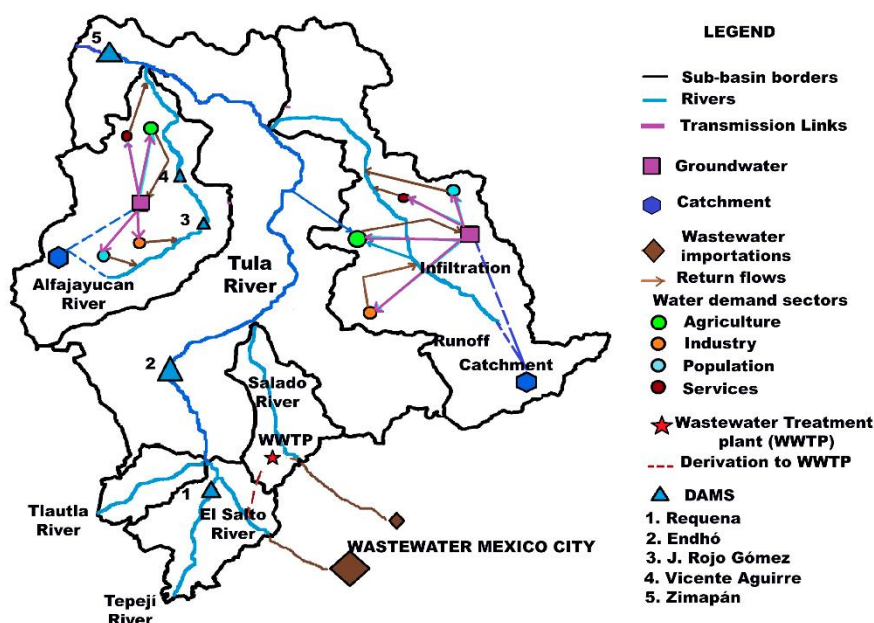 5
4
3
Alfajayucan
River
Tula
River
Infiltration
Runoff
Catchment
2
Salado
River
WWTP
1
Tlautla
River
El Salto
River
WASTEWATER MEXICO CITY
Tepejí
River
LEGEND
Sub-basin borders
Rivers
Transmission Links
Groundwater
Catchment
Wastewater
importations
Return flows
Water demand sectors
Agriculture
Industry
Population
Services
Wastewater Treatment
plant (WWTP)
Derivation to WWTP
DAMS
1. Requena
2. Endhó
3. J. Rojo Gómez
4. Vicente Aguirre
5. Zimapán